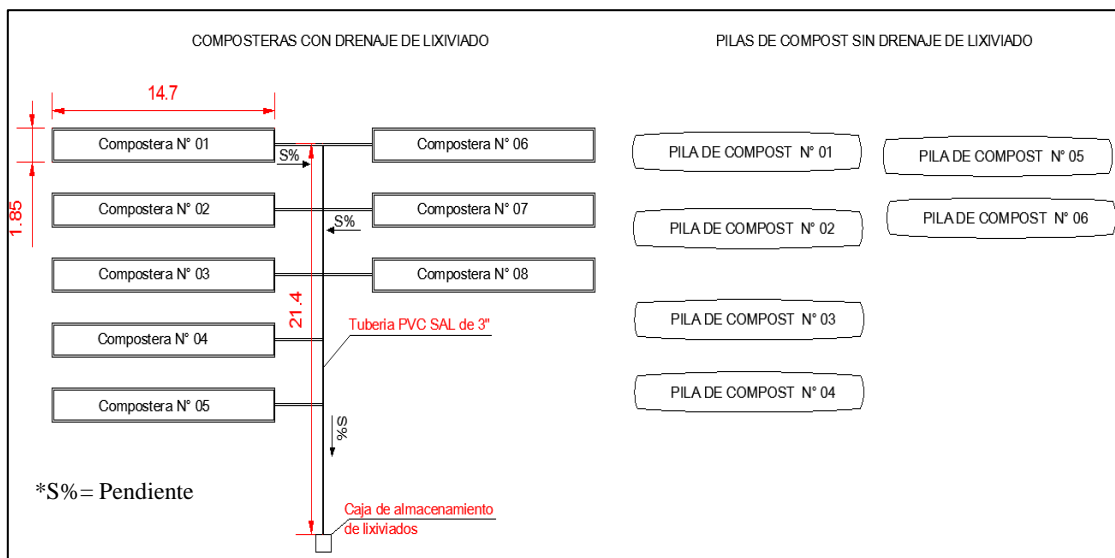 COMPOSTERAS CON DRENAJE DE LIXIVIADO
PILAS DE COMPOST SIN DRENAJE DE LIXIVIADO
14.7
1.85
Compostera N° 01
Compostera N° 06
S%
Compostera N° 02
Compostera N° 07
S%
Compostera N° 03
Compostera N° 08
21.4
Compostera N° 04
Tuberia PVC SAL de 3"
Compostera N° 05
S%
*S%= Pendiente
Caja de almacenamiento
de lixiviados
PILA DE COMPOST N° 01
PILA DE COMPOST N° 05
PILA DE COMPOST N° 02
PILA DE COMPOST N° 06
PILA DE COMPOST N° 03
PILA DE COMPOST N° 04